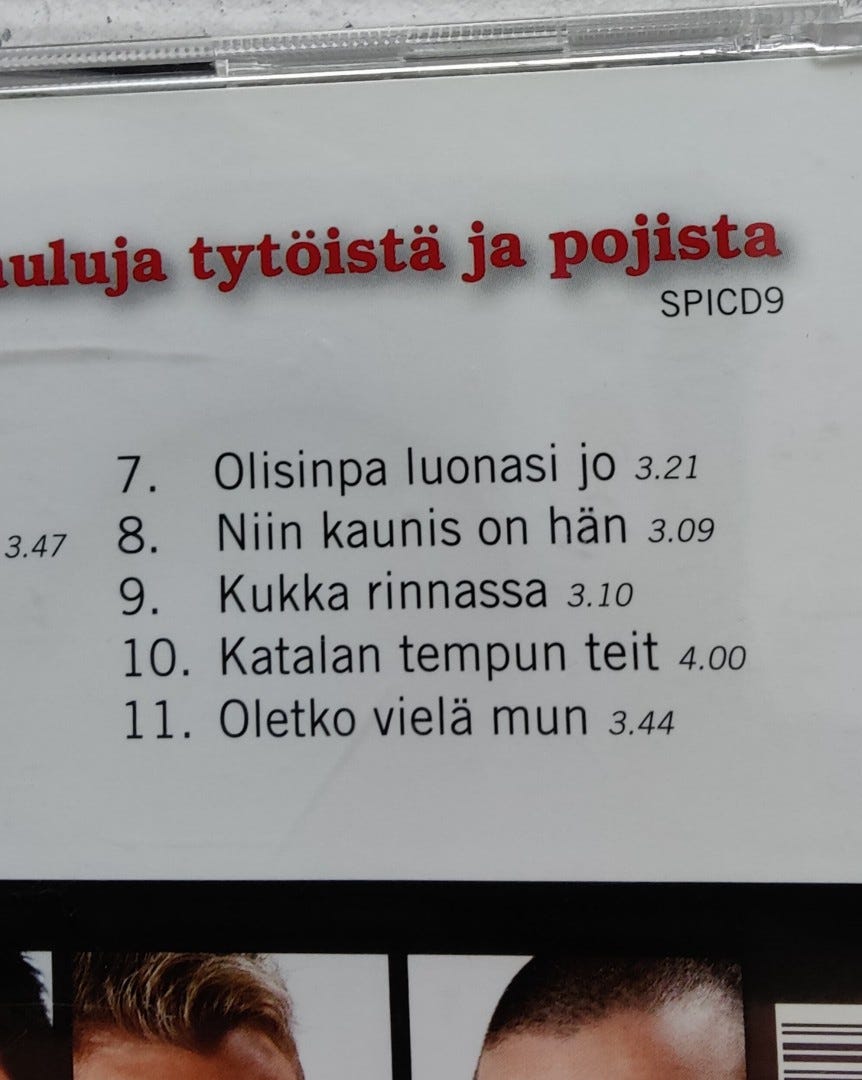 uluja tytöistä ja pojista
SPICD9
7. Olisinpa luonasi jo 3.21
3.47 8. Niin kaunis on hän 3.09
9. Kukka rinnassa 3.10
10. Katalan tempun teit 4.00
11. Oletko vielä mun 3.44